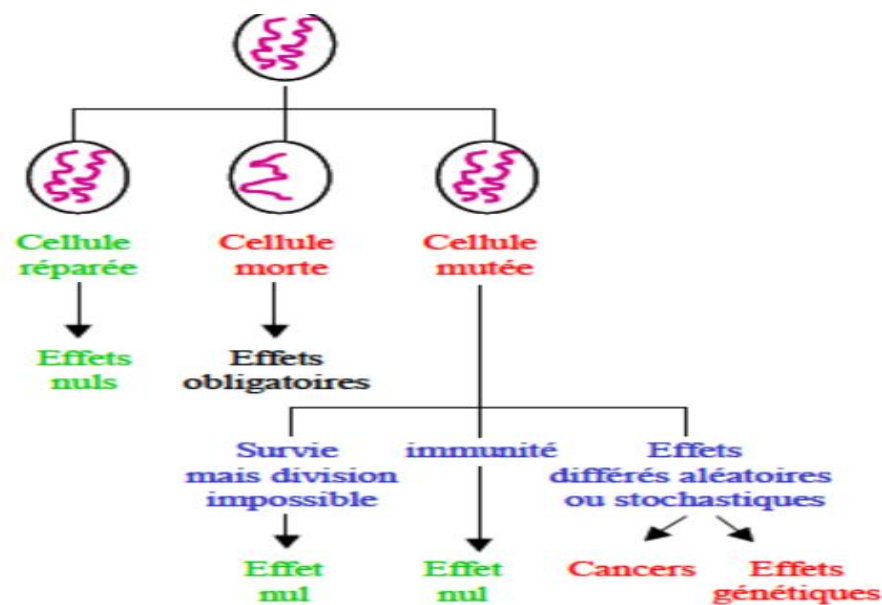 Cellule
réparée
Cellule
morte
Cellule
mutée
Effets
nuls
Effets
obligatoires
Survie
mais division
impossible
immunité
Effets
différés aléatoires
ou stochastiques
Effet
nul
Effet
nul
Cancers
Effets
génétiques